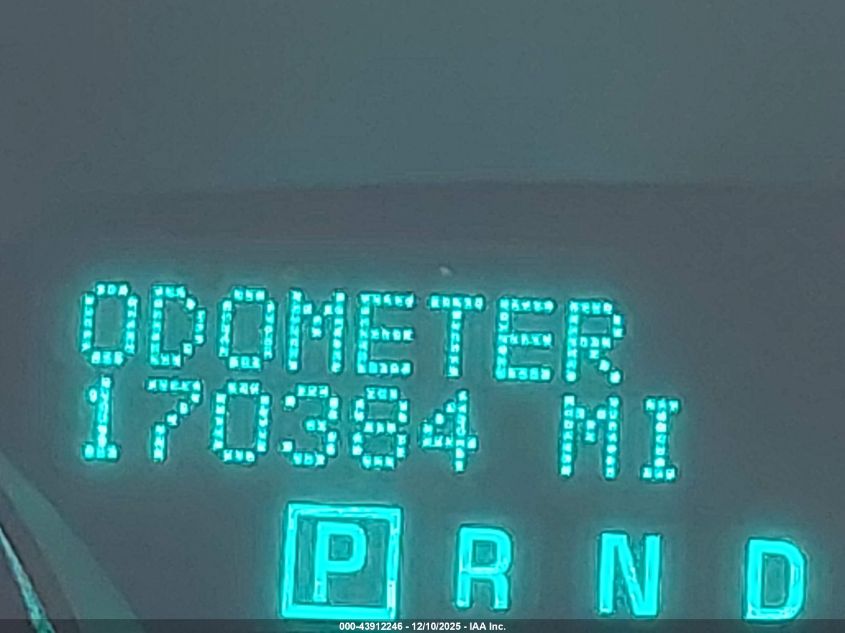 ODOMETER
170384 MI
P R N D
000-43912246 - 12/10/2025 - IAA Inc.